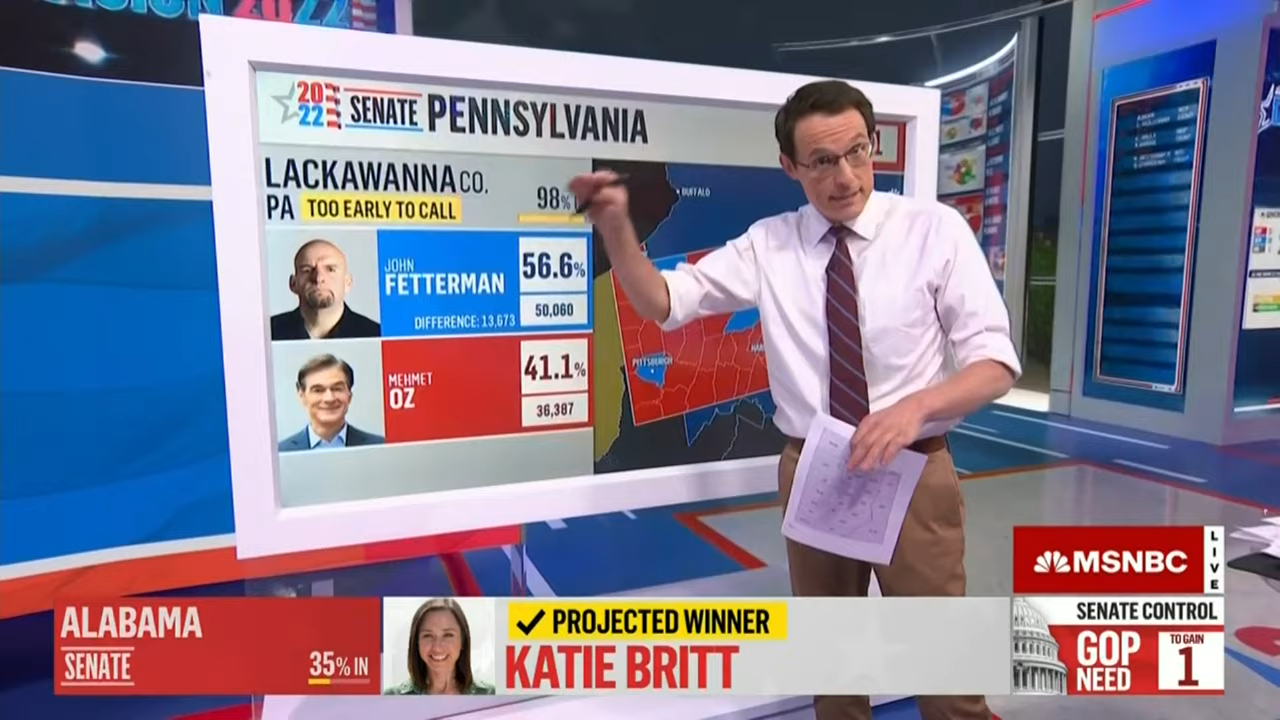 2022
20
22
SENATE PENNSYLVANIA
LACKAWANNA CO.
PA TOO EARLY TO CALL
98%
BUFFALO
JOHN
FETTERMAN
56.6%
50,060
DIFFERENCE: 13,673
MEHMET
OZ
41.1%
36,387
PITTSBURGH
MSNBC
LIVE
ALABAMA
SENATE
35% IN
PROJECTED WINNER
KATIE BRITT
SENATE CONTROL
GOP
NEED
TO GAIN
1